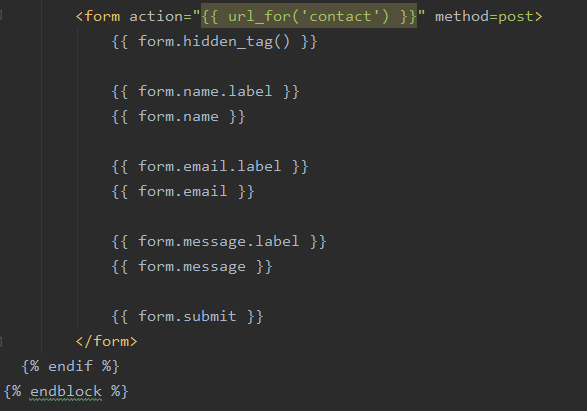 <form action="{{ url_for('contact') }}" method=post>
{{ form.hidden_tag() }}
{{ form.name.label }}
{{ form.name }}
{{ form.email.label }}
{{ form.email }}
{{ form.message.label }}
{{ form.message }}
{{ form.submit }}
</form>
{% endif %}
{% endblock %}